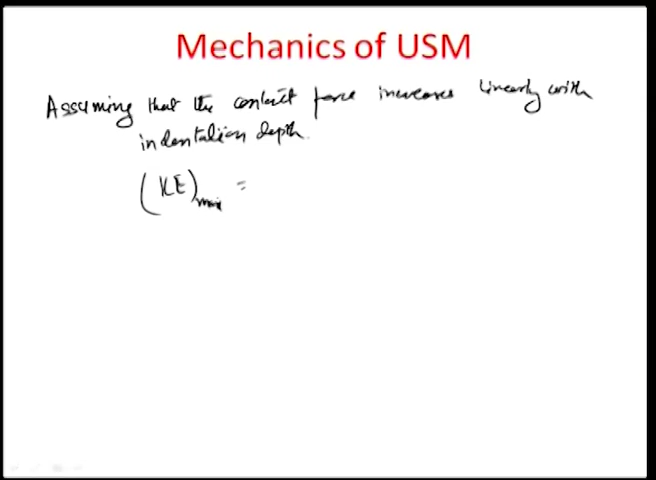 Mechanics of USM
Assuming that the contact force increases linearly with
indentation depth.
(KE)max =